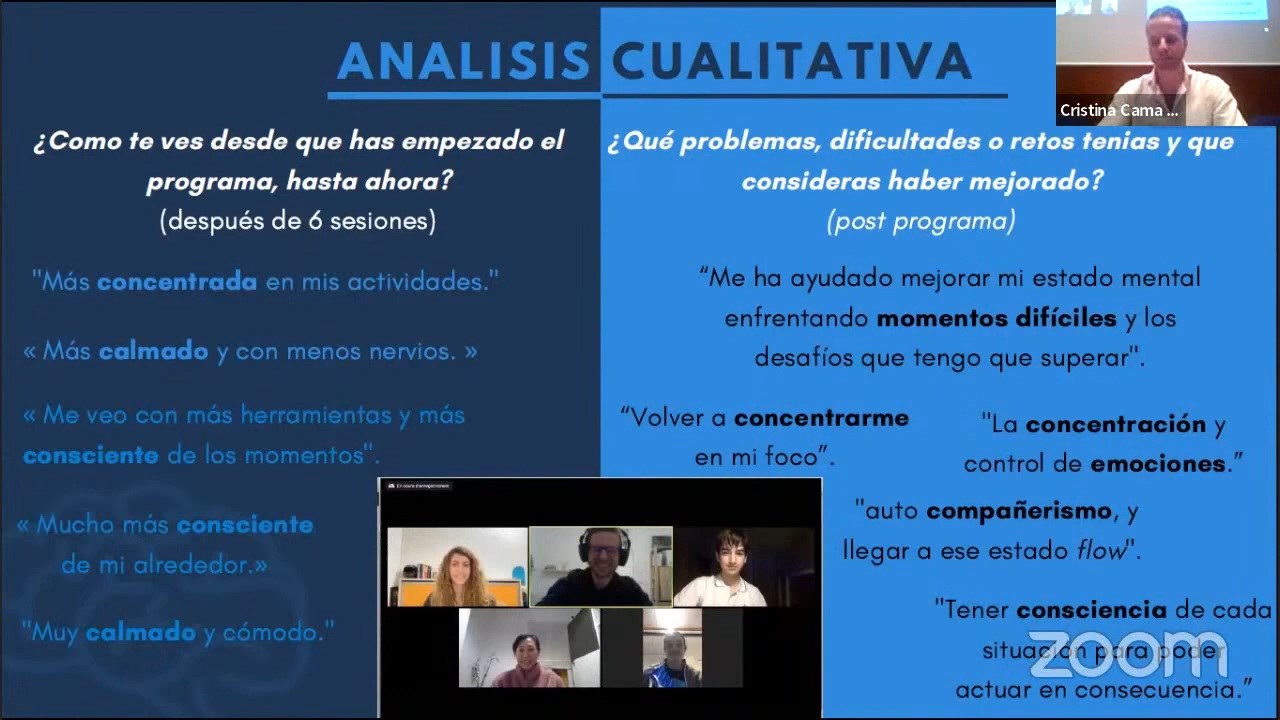 ANALISIS CUALITATIVA
Cristina Cama ...
¿Como te ves desde que has empezado el
programa, hasta ahora?
(después de 6 sesiones)
"Más concentrada en mis actividades."
« Más calmado y con menos nervios. »
« Me veo con más herramientas y más
consciente de los momentos".
« Mucho más consciente
de mi alrededor.»
"Muy calmado y cómodo."
¿Qué problemas, dificultades o retos tenias y que
consideras haber mejorado?
(post programa)
“Me ha ayudado mejorar mi estado mental
enfrentando momentos difíciles y los
desafíos que tengo que superar".
“Volver a concentrarme
en mi foco”.
"La concentración y
control de emociones.”
"auto compañerismo, y
llegar a ese estado flow".
"Tener consciencia de cada
situación para poder
actuar en consecuencia.”
zoom